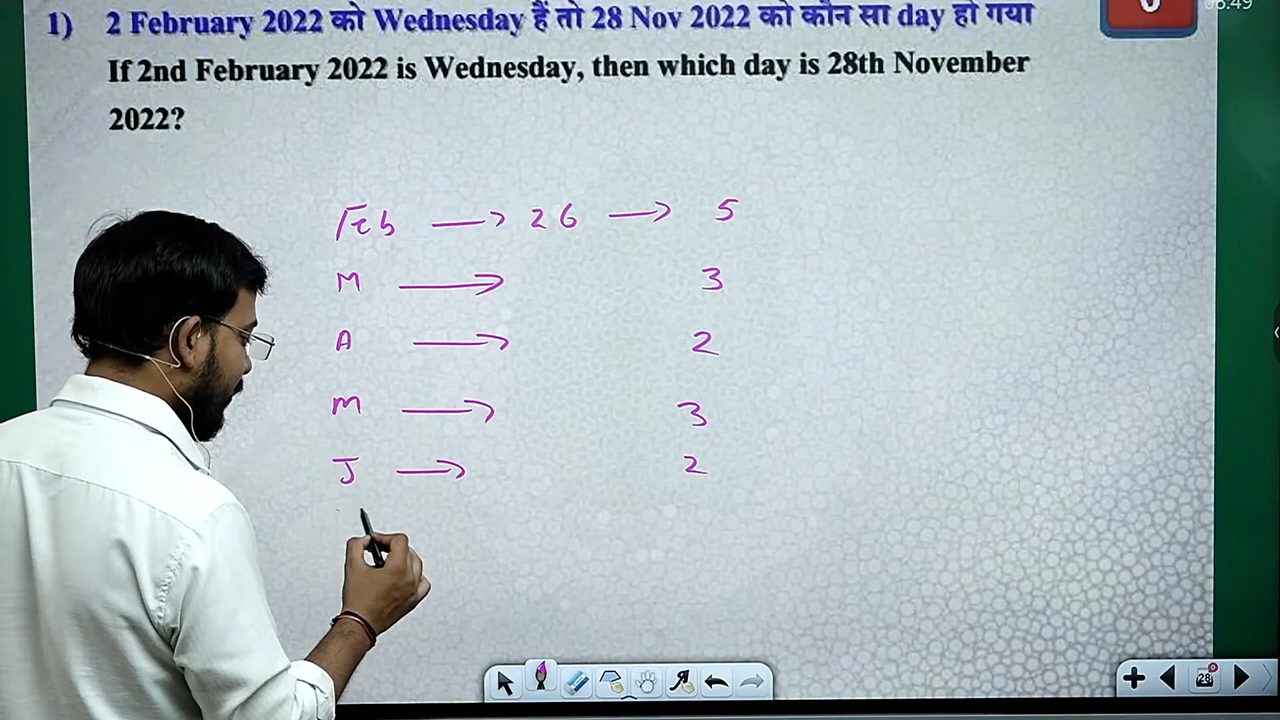 1) 2 February 2022 को Wednesday हैं तो 28 Nov 2022 को कौन सा day हो गया
If 2nd February 2022 is Wednesday, then which day is 28th November
2022?
Feb → 26 → 5
M → 3
A → 2
M → 3
J → 2
28